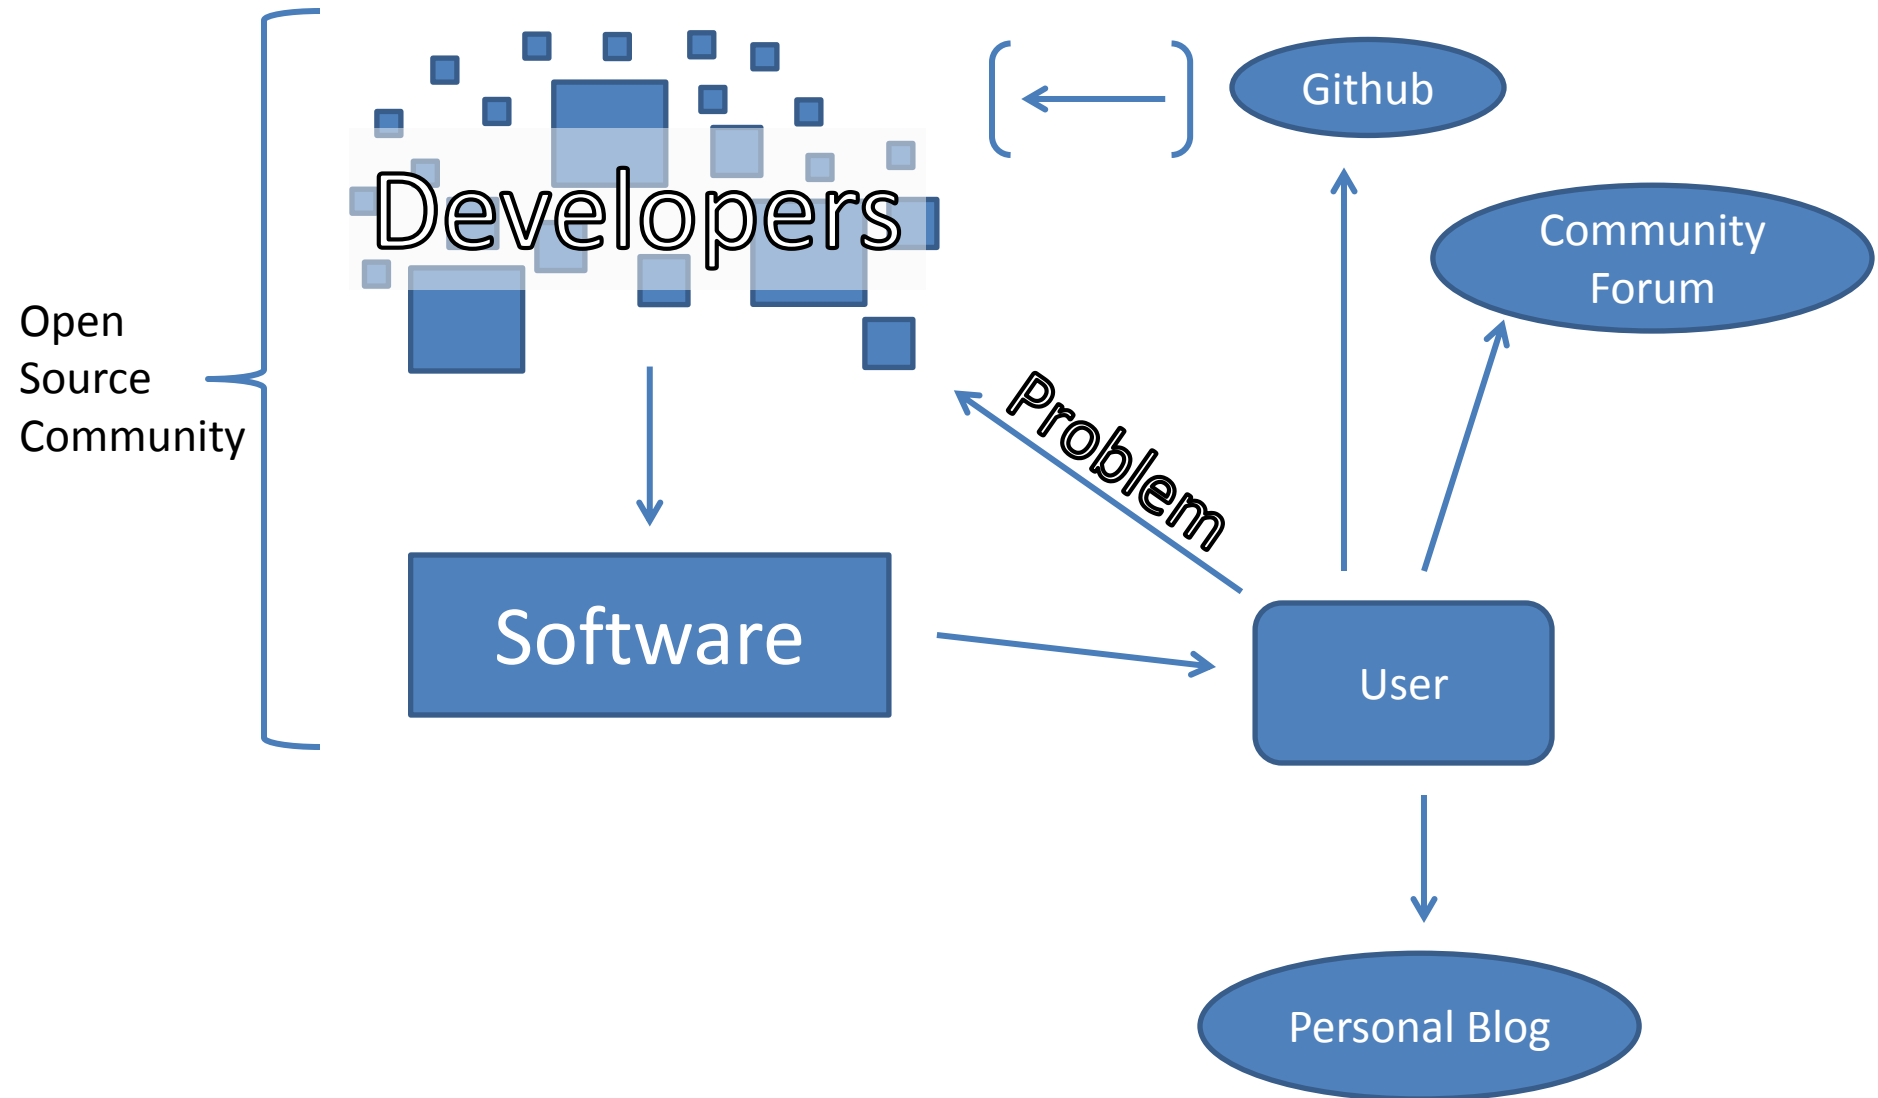 Developers
Github
Community
Forum
Open
Source
Community
Problem
Software
User
Personal Blog